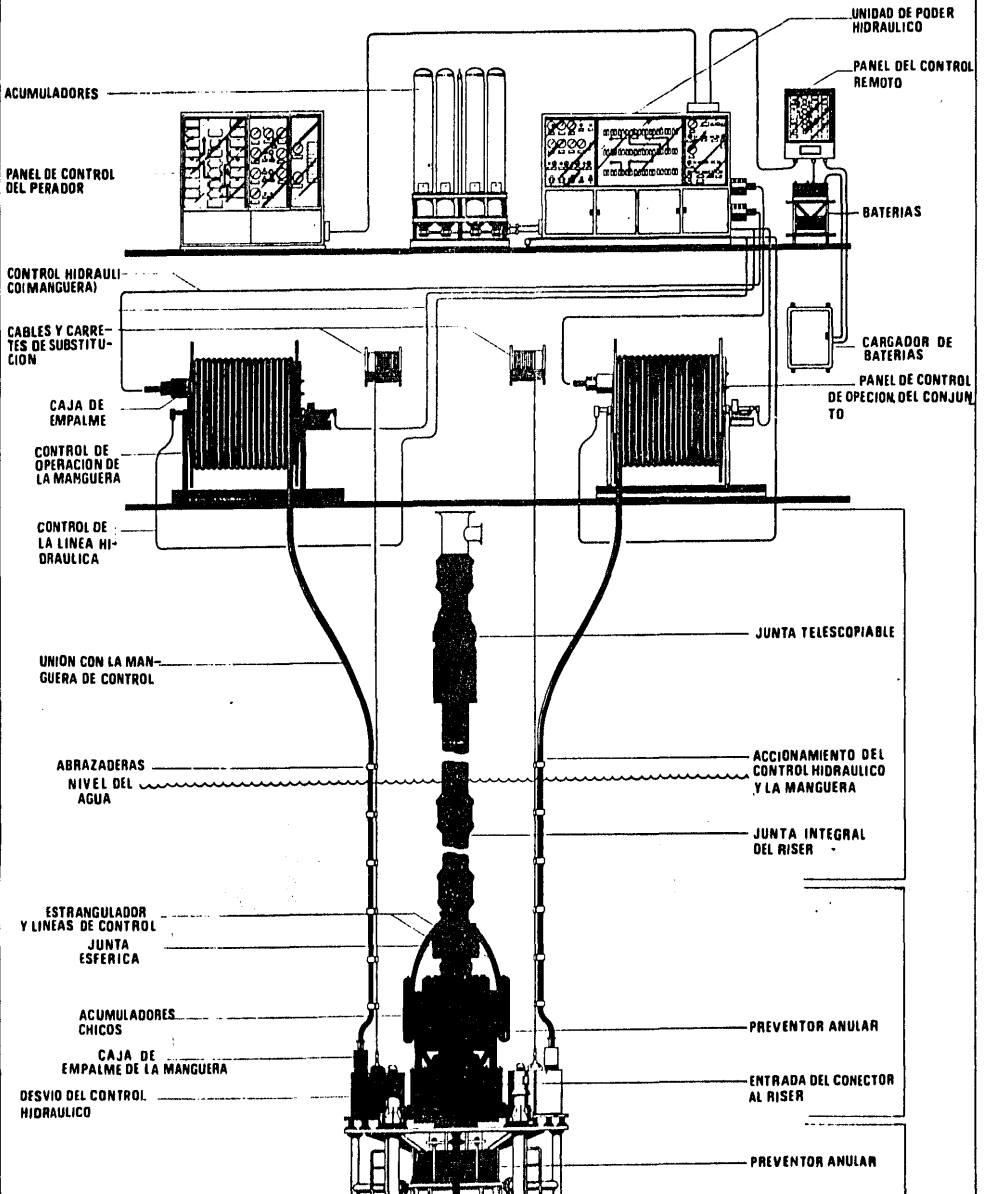 UNIDAD DE PODER
HIDRAULICO
PANEL DEL CONTROL
REMOTO
ACUMULADORES
PANEL DE CONTROL
DEL PERADOR
BATERIAS
CONTROL HIDRAULI-
CO(MANGUERA)
CABLES Y CARRE-
TES DE SUBSTITU-
CION
CARGADOR DE
BATERIAS
PANEL DE CONTROL
DE OPECION, DEL CONJUN
TO
CAJA DE
EMPALME
CONTROL DE
OPERACION DE
LA MANGUERA
CONTROL DE
LA LINEA HI-
DRAULICA
JUNTA TELESCOPIABLE
UNION CON LA MAN-
GUERA DE CONTROL
ABRAZADERAS
NIVEL DEL
AGUA
ACCIONAMIENTO DEL
CONTROL HIDRAULICO
Y LA MANGUERA
JUNTA INTEGRAL
DEL RISER
ESTRANGULADOR
Y LINEAS DE CONTROL
JUNTA
ESFERICA
ACUMULADORES
CHICOS
PREVENTOR ANULAR
CAJA DE
EMPALME DE LA MANGUERA
DESVIO DEL CONTROL
HIDRAULICO
ENTRADA DEL CONECTOR
AL RISER
PREVENTOR ANULAR